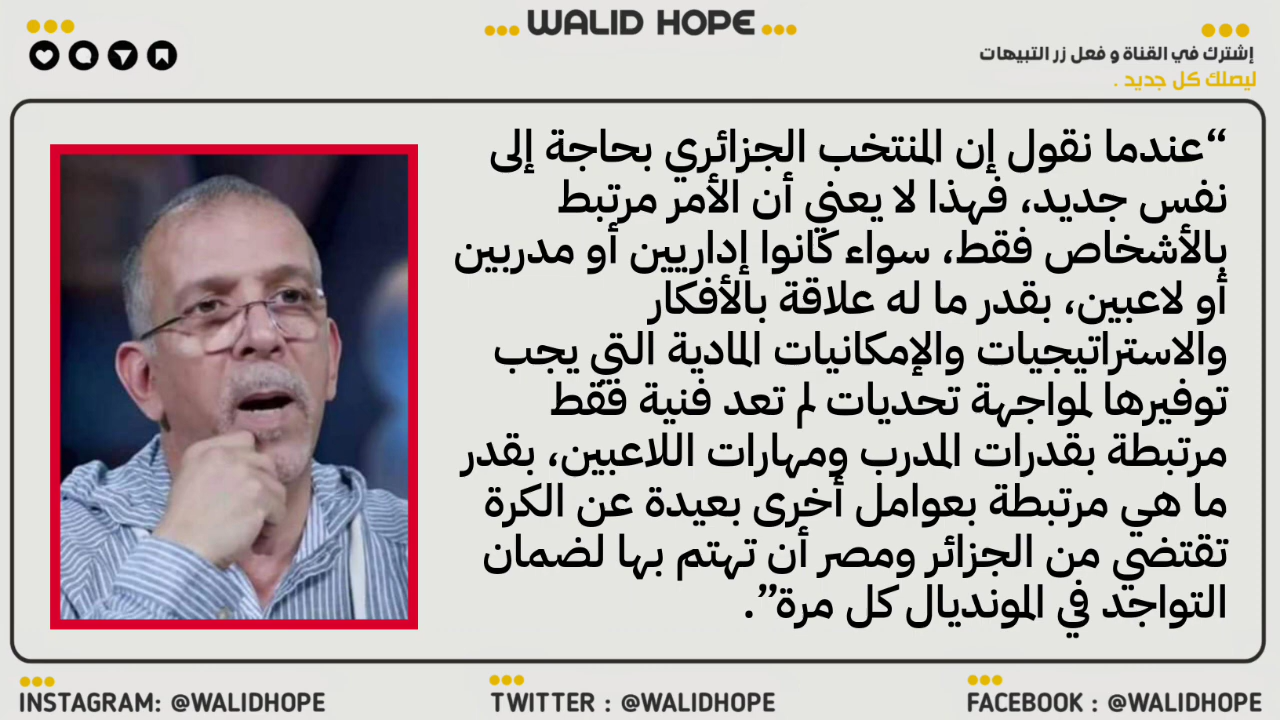 ...WALID HOPE...
إشترك في القناة و فعل زر التبيهات
ليصلك كل جديد .
“عندما نقول إن المنتخب الجزائري بحاجة إلى
نفس جديد، فهذا لا يعني أن الأمر مرتبط
بالأشخاص فقط، سواء كانوا إداريين أو مدربين
أو لاعبين، بقدر ما له علاقة بالأفكار
والاستراتيجيات والإمكانيات المادية التي يجب
توفيرها لمواجهة تحديات لم تعد فنية فقط
مرتبطة بقدرات المدرب ومهارات اللاعبين، بقدر
ما هي مرتبطة بعوامل أخرى بعيدة عن الكرة
تقتضي من الجزائر ومصر أن تهتم بها لضمان
التواجد في المونديال كل مرة”.
INSTAGRAM: @WALIDHOPE
TWITTER : @WALIDHOPE
FACEBOOK : @WALIDHOPE